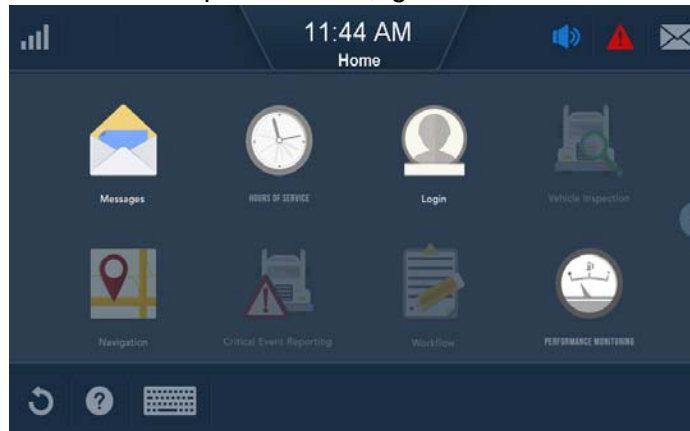 11:44 AM
Home
Messages
HOURS OF SERVICE
Login
Vehicle Inspection
Navigation
Critical Event Reporting
Workflow
PERFORMANCE MONITORING